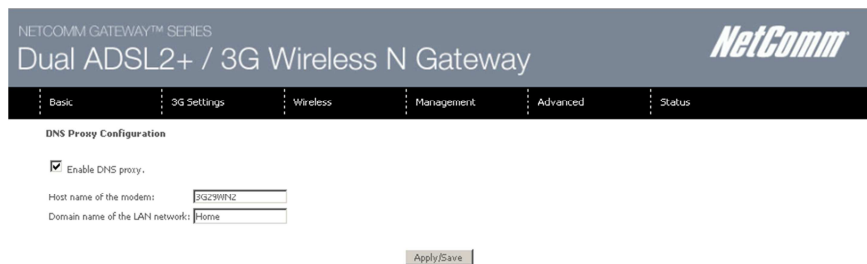 NETCOMM GATEWAY™ SERIES
Dual ADSL2+ / 3G Wireless N Gateway
NetComm
Basic 3G Settings Wireless Management Advanced Status
DNS Proxy Configuration
Enable DNS proxy.
Host name of the modem: 3G29WN2
Domain name of the LAN network: Home
Apply/Save